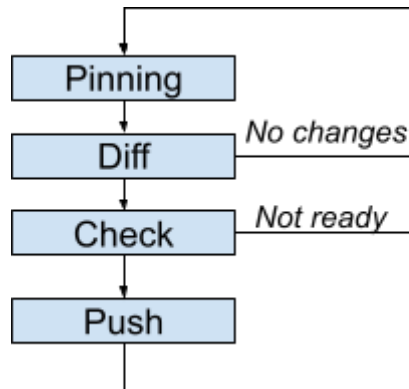 Pinning
No changes
Diff
Not ready
Check
Push